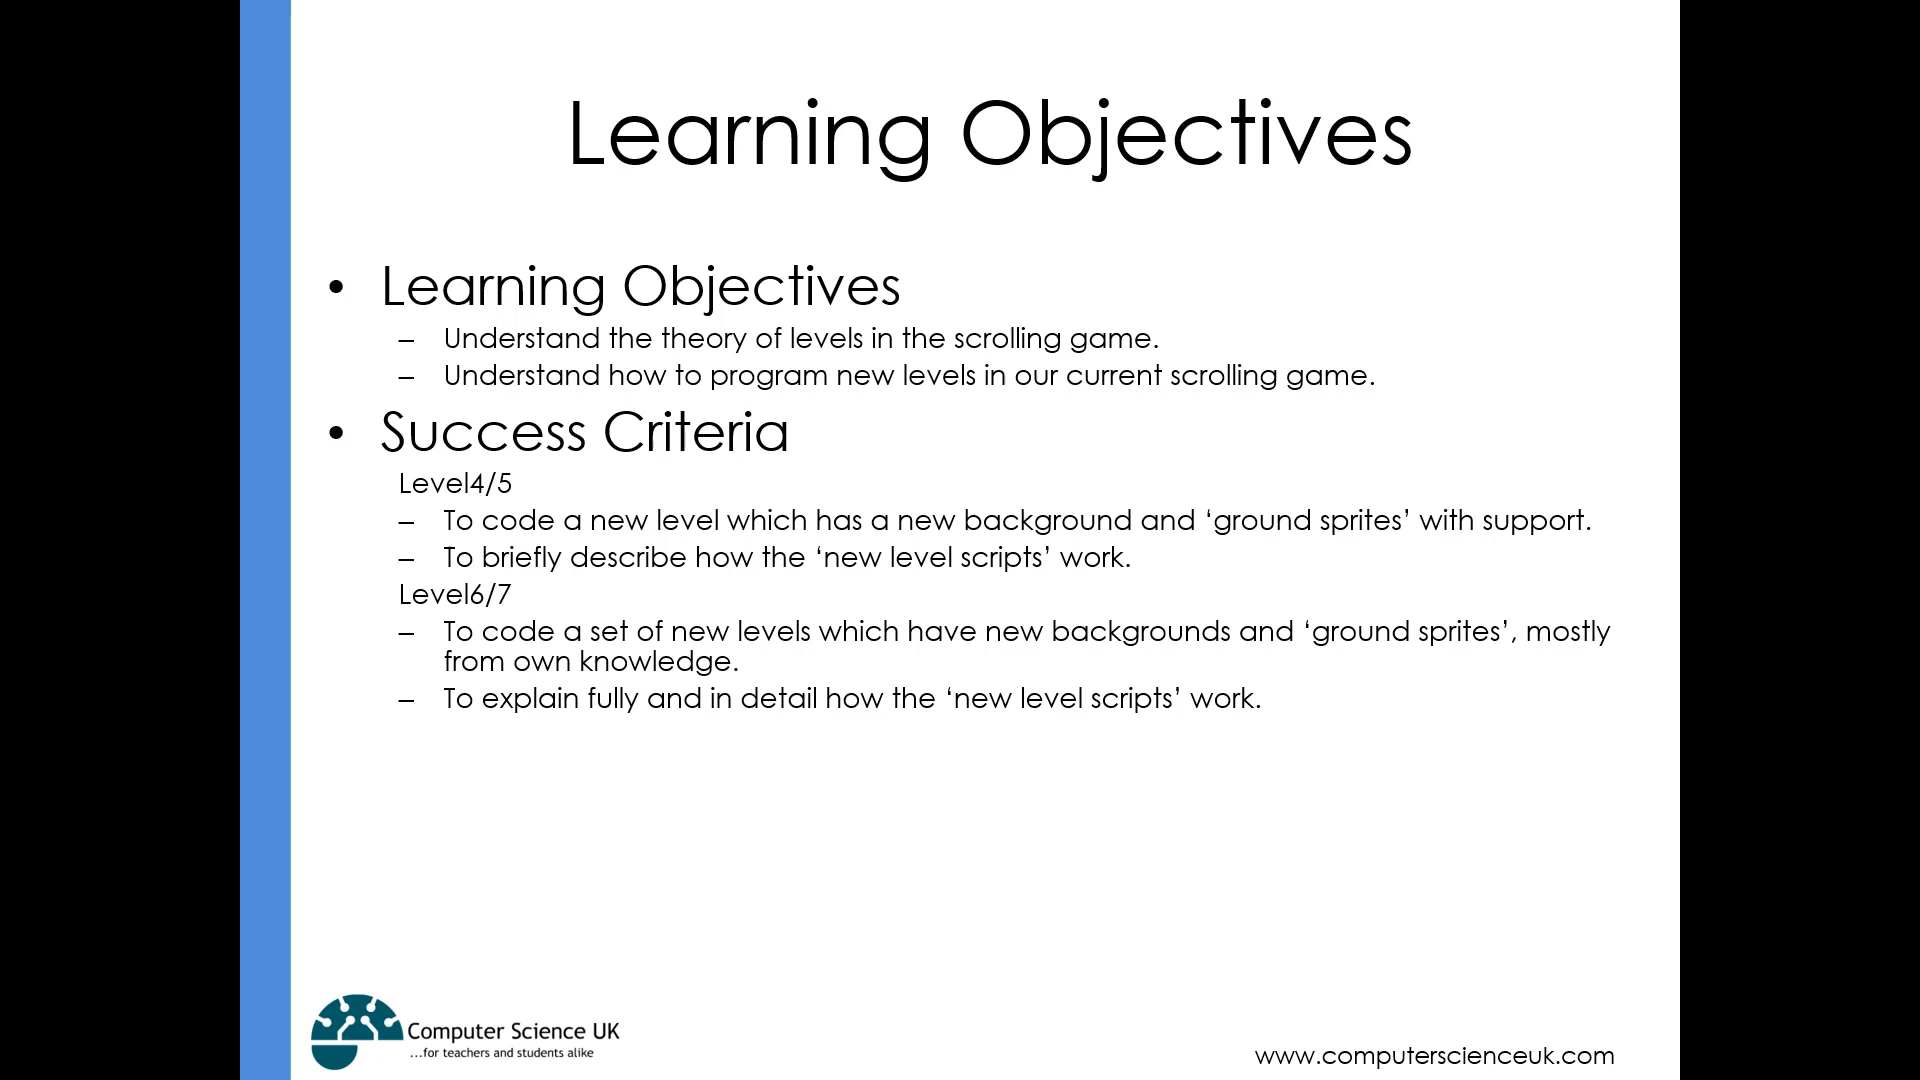 Learning Objectives
• Learning Objectives
– Understand the theory of levels in the scrolling game.
– Understand how to program new levels in our current scrolling game.
• Success Criteria
Level4/5
– To code a new level which has a new background and ‘ground sprites’ with support.
– To briefly describe how the ‘new level scripts’ work.
Level6/7
– To code a set of new levels which have new backgrounds and ‘ground sprites’, mostly
from own knowledge.
– To explain fully and in detail how the ‘new level scripts’ work.
Computer Science UK
...for teachers and students alike
www.computerscienceuk.com